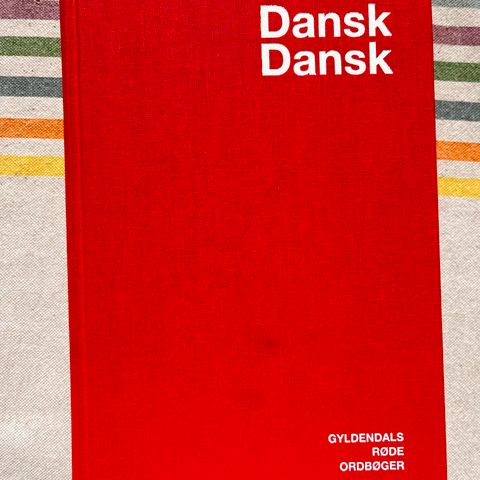 Dansk
Dansk
GYLDENDALS
RØDE
ORDBØGER